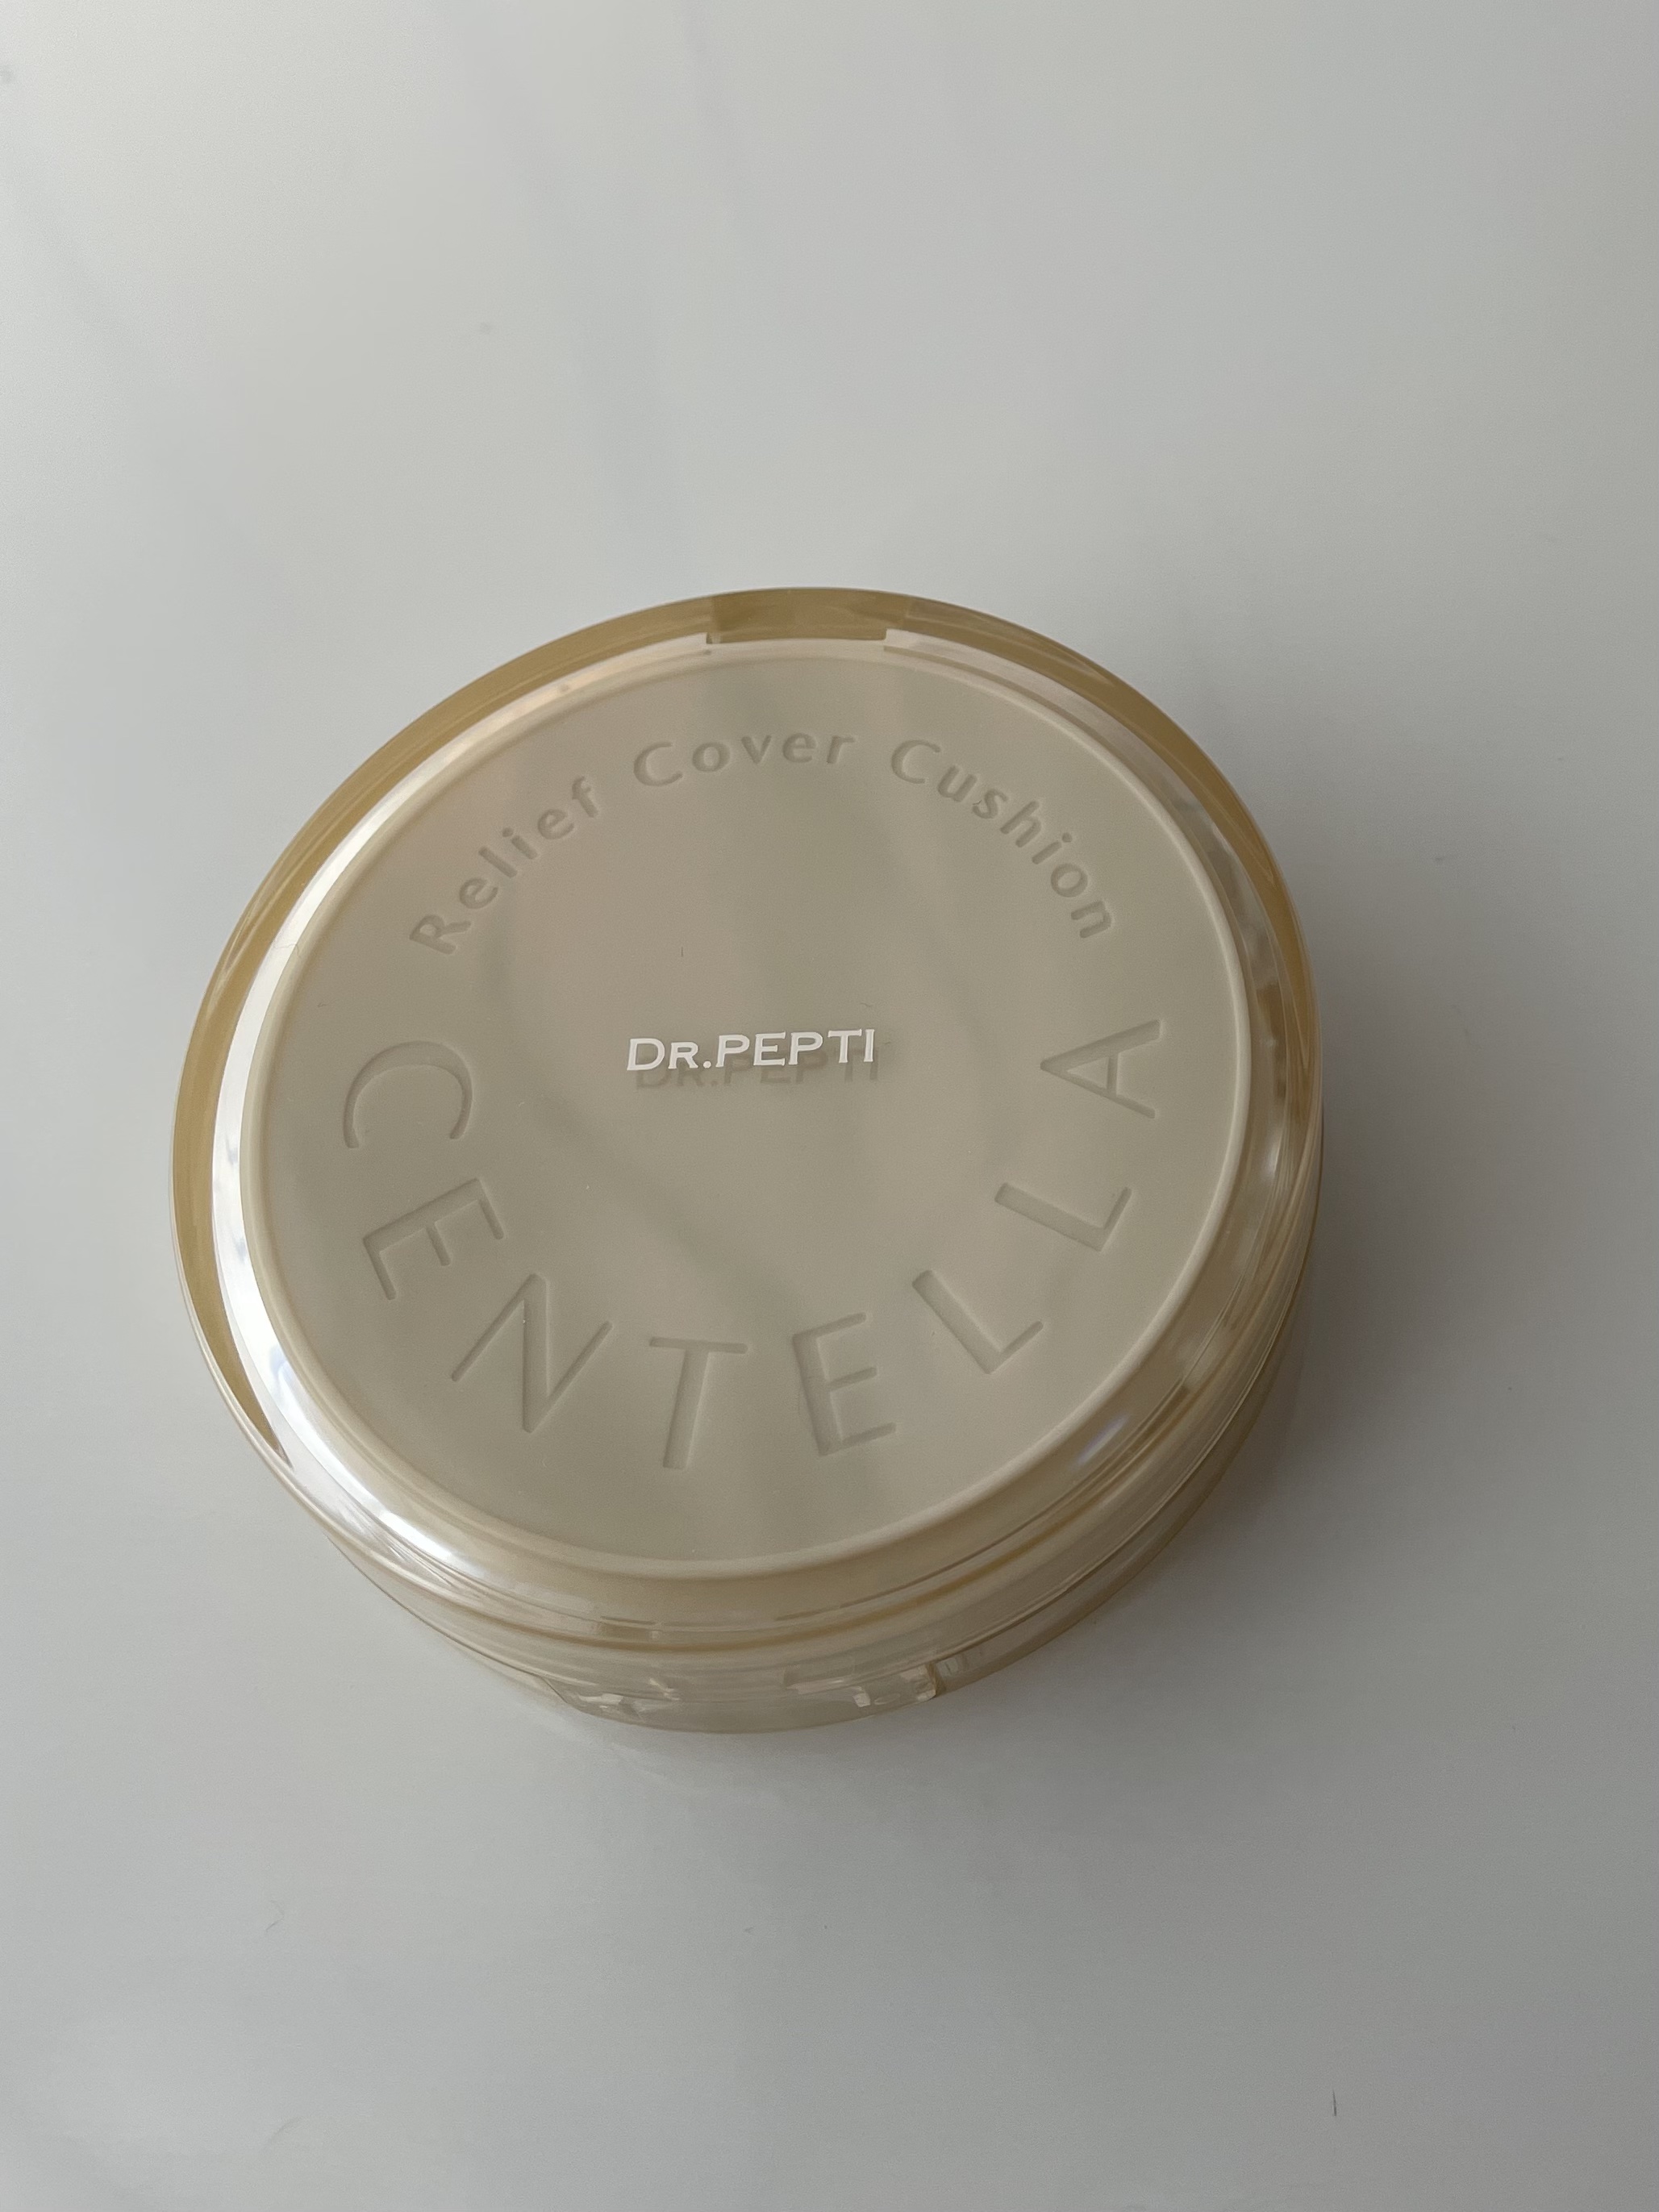 Relief Cover Cushion
DR.PEPTI
CENTELLA